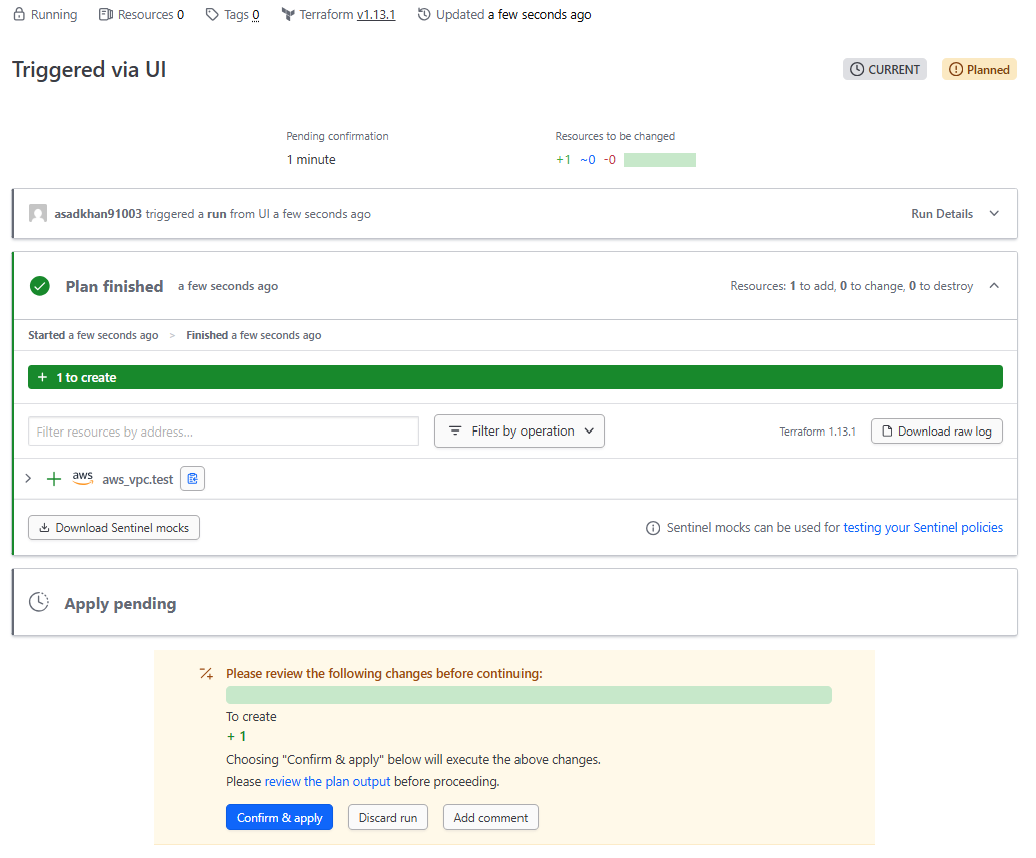 Running Resources 0 Tags 0 Terraform v1.13.1 Updated a few seconds ago
Triggered via UI CURRENT Planned
Pending confirmation Resources to be changed
1 minute +1 ~0 -0
asadkhan91003 triggered a run from UI a few seconds ago Run Details
Plan finished a few seconds ago Resources: 1 to add, 0 to change, 0 to destroy
Started a few seconds ago > Finished a few seconds ago
+ 1 to create
Filter resources by address... Filter by operation Terraform 1.13.1 Download raw log
+ aws aws_vpc.test
Download Sentinel mocks Sentinel mocks can be used for testing your Sentinel policies
Apply pending
Please review the following changes before continuing:
To create
+ 1
Choosing "Confirm & apply" below will execute the above changes.
Please review the plan output before proceeding.
Confirm & apply Discard run Add comment